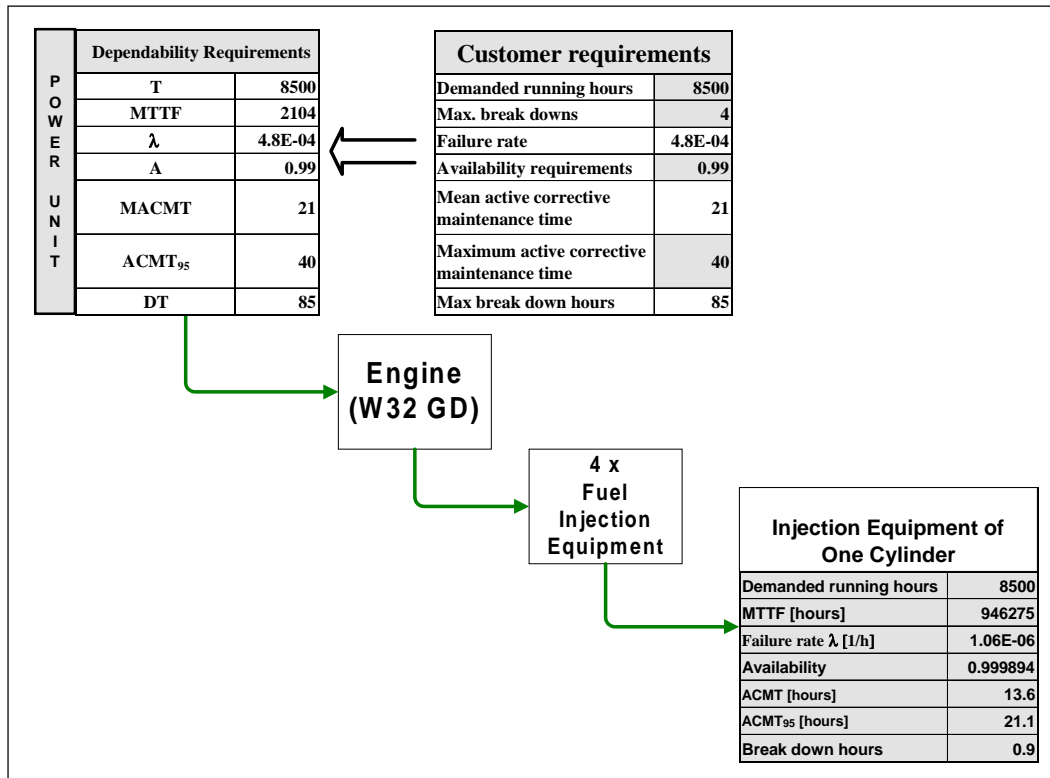 POWER UNIT
Dependability Requirements
T 8500
MTTF 2104
λ 4.8E-04
A 0.99
MACMT 21
ACMT95 40
DT 85
Customer requirements
Demanded running hours 8500
Max. break downs 4
Failure rate 4.8E-04
Availability requirements 0.99
Mean active corrective
maintenance time 21
Maximum active corrective
maintenance time 40
Max break down hours 85
Engine
(W32 GD)
4 x
Fuel
Injection
Equipment
Injection Equipment of
One Cylinder
Demanded running hours 8500
MTTF [hours] 946275
Failure rate λ [1/h] 1.06E-06
Availability 0.999894
ACMT [hours] 13.6
ACMT95 [hours] 21.1
Break down hours 0.9